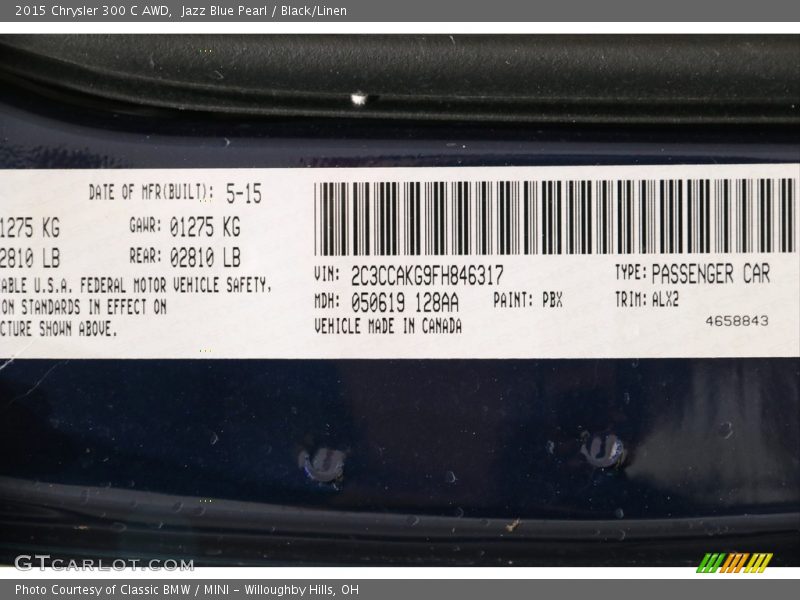 2015 Chrysler 300 C AWD,  Jazz Blue Pearl / Black/Linen
DATE OF MFR(BUILT): 5-15
1275 KG GAWR: 01275 KG
2810 LB REAR: 02810 LB
ABLE U.S.A. FEDERAL MOTOR VEHICLE SAFETY,
ON STANDARDS IN EFFECT ON
CTURE SHOWN ABOVE.
VIN: 2C3CCAKG9FH846317 TYPE: PASSENGER CAR
MDH: 050619 128AA PAINT: PBX TRIM: ALX2
VEHICLE MADE IN CANADA
4658843
GTCARLOT.COM
Photo Courtesy of Classic BMW / MINI - Willoughby Hills, OH